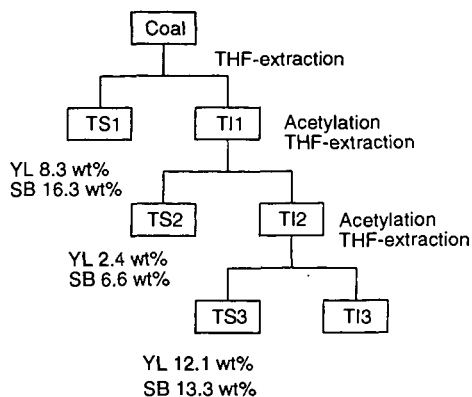 Coal
THF-extraction
TS1
TI1
Acetylation
THF-extraction
YL 8.3 wt%
SB 16.3 wt%
TS2
TI2
Acetylation
THF-extraction
YL 2.4 wt%
SB 6.6 wt%
TS3
TI3
YL 12.1 wt%
SB 13.3 wt%